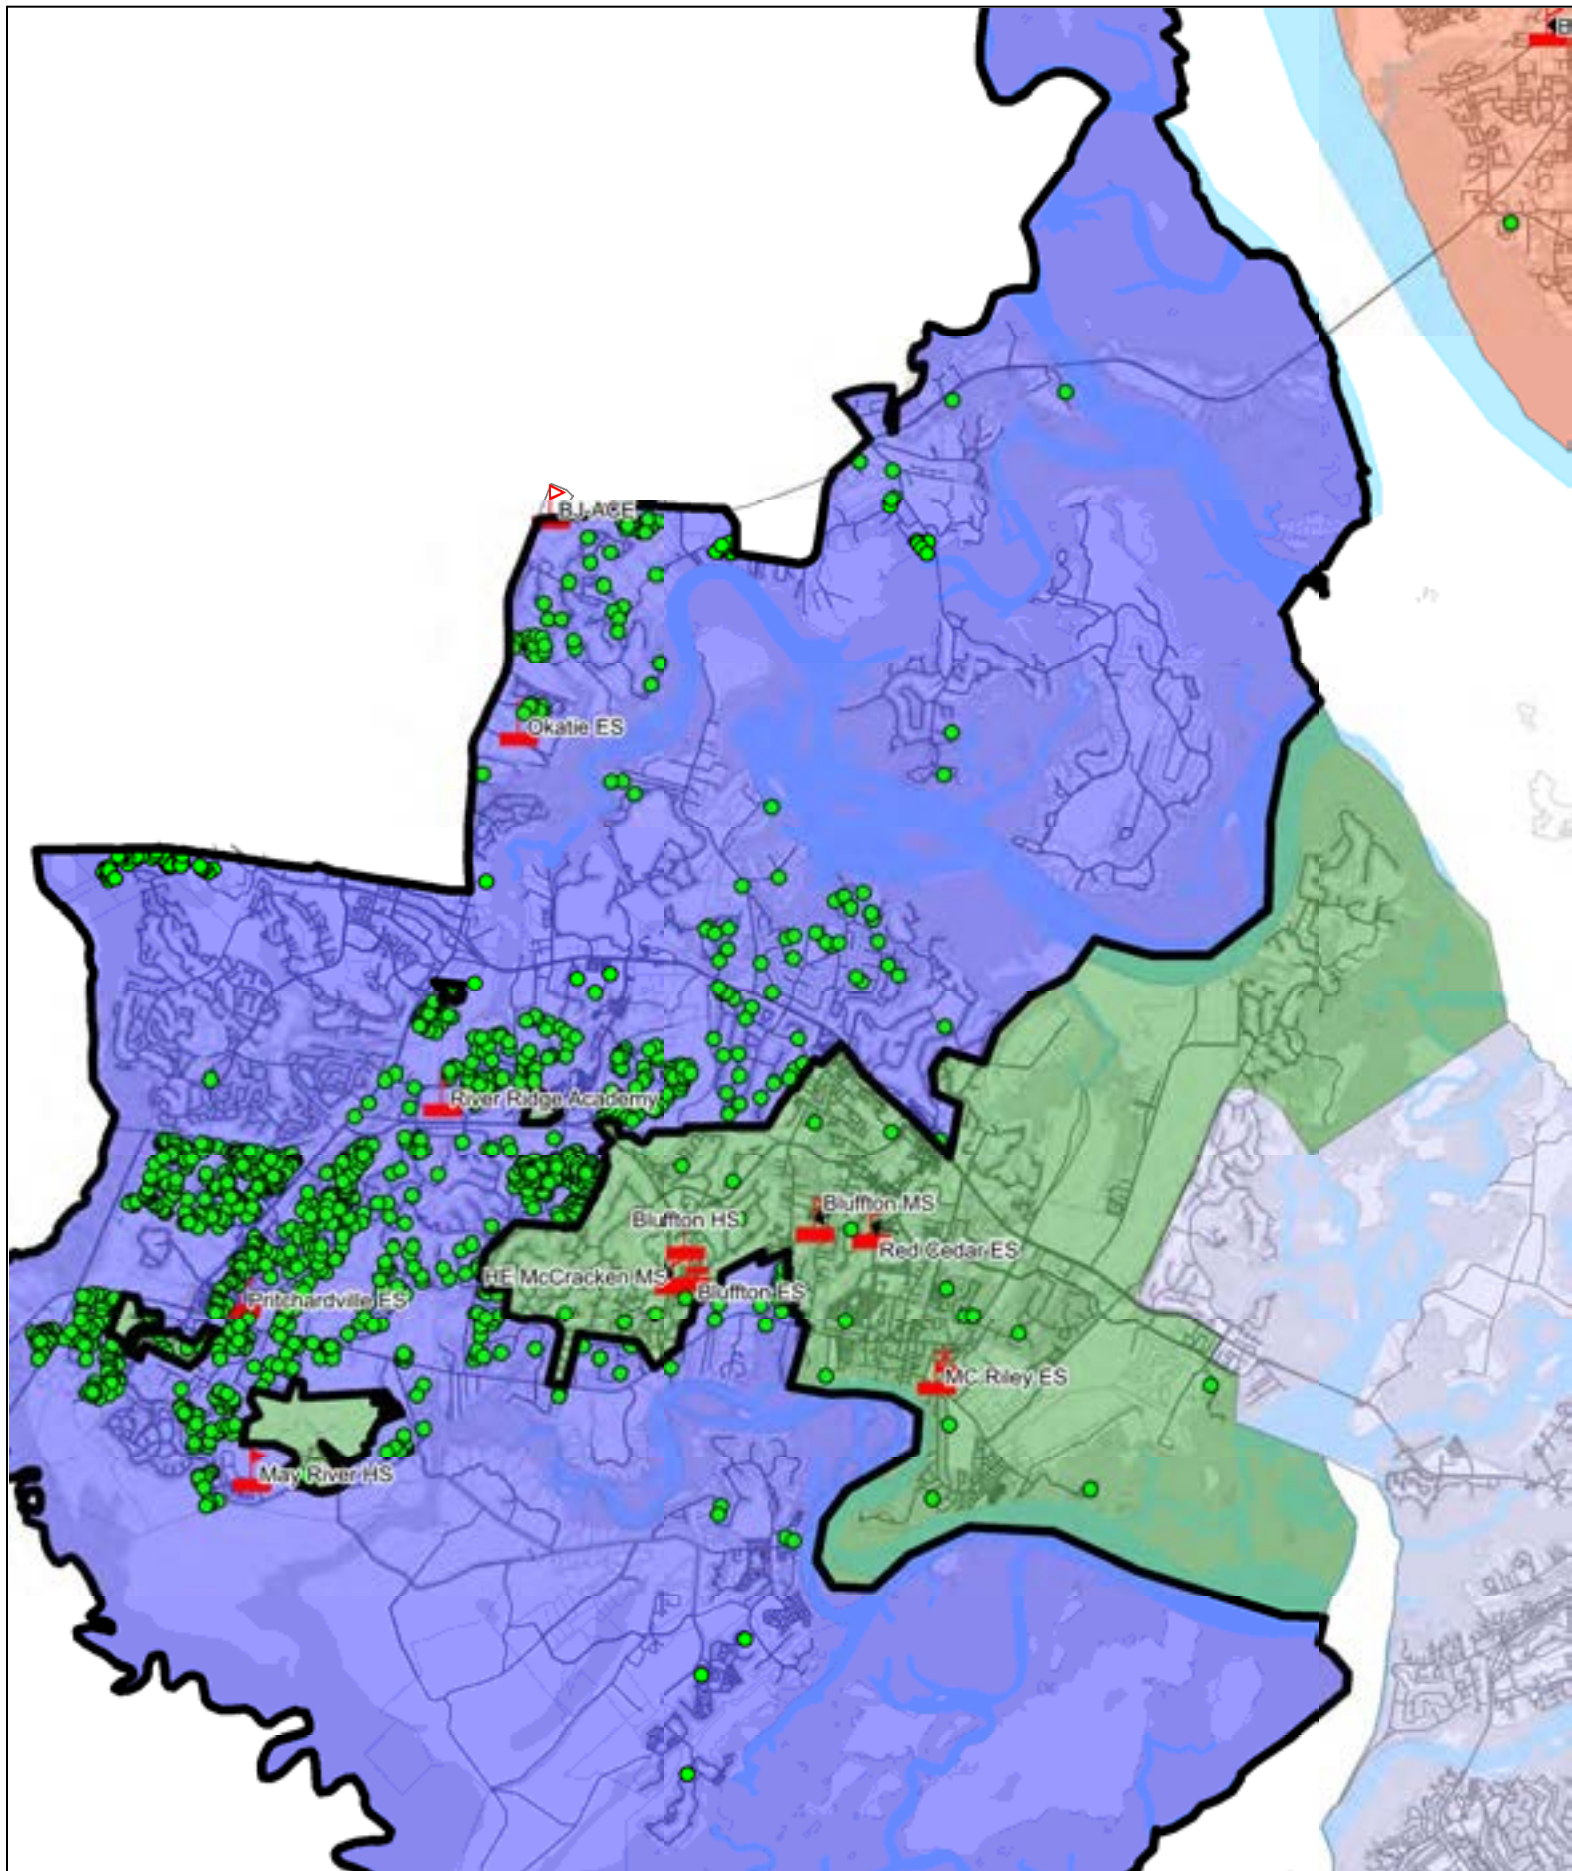 BJ ACE
Okatie ES
River Ridge Academy
Bluffton MS
Bluffton HS
Red Cedar ES
HE McCracken MS
Bluffton ES
Pritchardville ES
MC Riley ES
May River HS